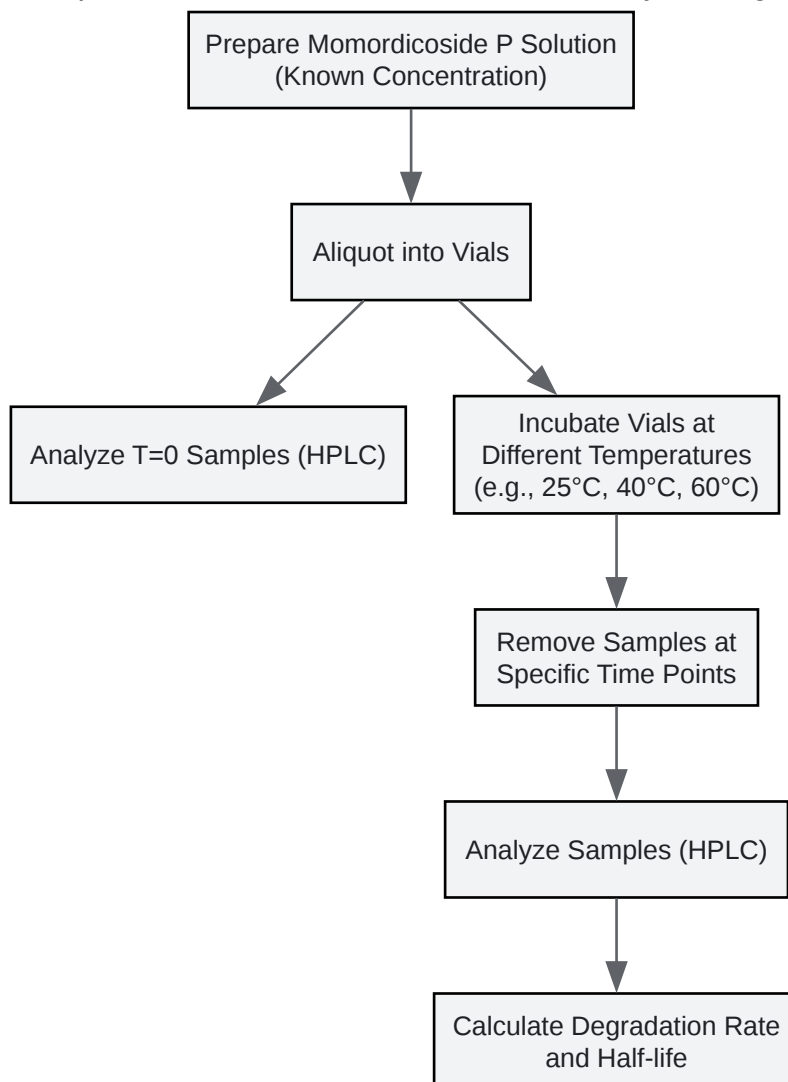 Prepare Momordicoside P Solution
(Known Concentration)
Aliquot into Vials
Analyze T=0 Samples (HPLC)
Incubate Vials at
Different Temperatures
(e.g., 25°C, 40°C, 60°C)
Remove Samples at
Specific Time Points
Analyze Samples (HPLC)
Calculate Degradation Rate
and Half-life